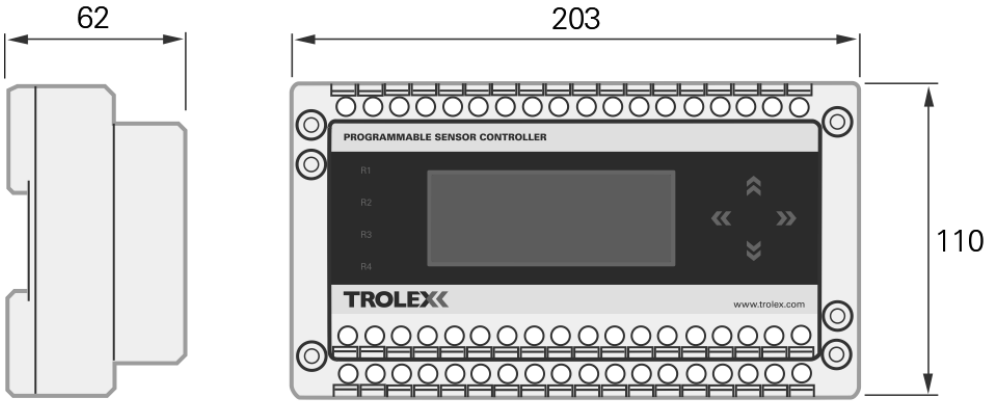 62
203
PROGRAMMABLE SENSOR CONTROLLER
R1
R2
R3
R4
110
TROLEX
www.trolex.com